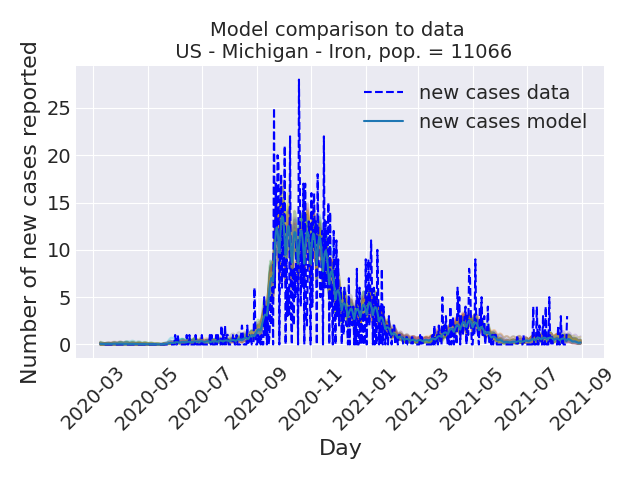 Model comparison to data
US - Michigan - Iron, pop. = 11066
Number of new cases reported
25
20
15
10
5
0
new cases data
new cases model
2020-03
2020-05
2020-07
2020-09
2020-11
2021-01
2021-03
2021-05
2021-07
2021-09
Day